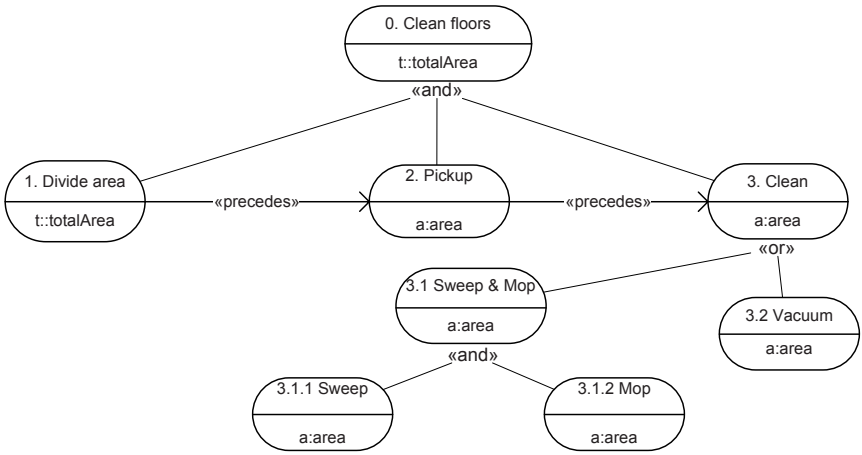 0. Clean floors
t::totalArea
«and»
1. Divide area
t::totalArea
«precedes»
2. Pickup
a:area
«precedes»
3. Clean
a:area
«or»
3.1 Sweep & Mop
a:area
«and»
3.2 Vacuum
a:area
3.1.1 Sweep
a:area
3.1.2 Mop
a:area